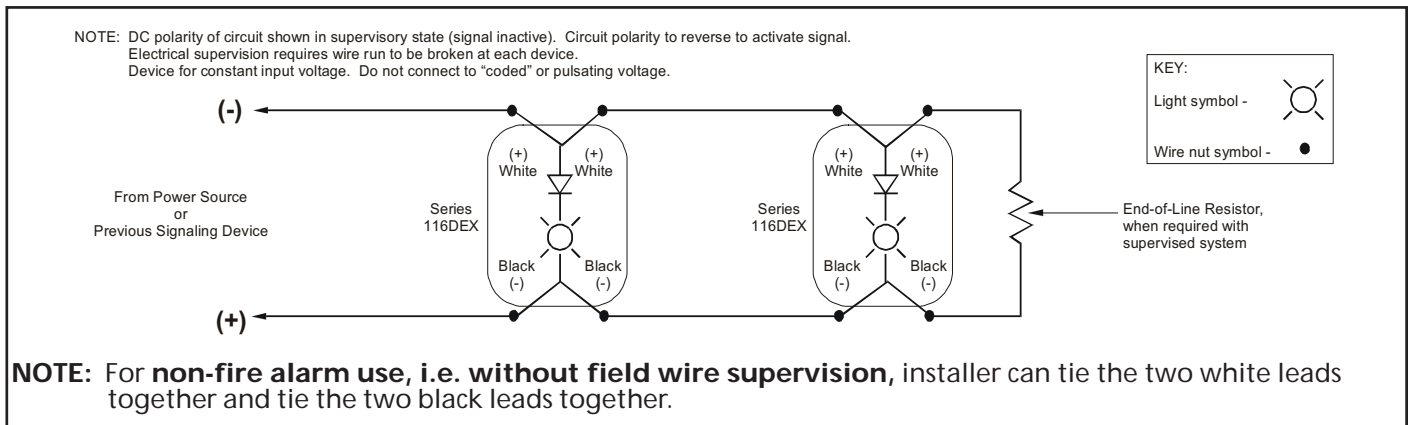 NOTE: DC polarity of circuit shown in supervisory state (signal inactive). Circuit polarity to reverse to activate signal.
Electrical supervision requires wire run to be broken at each device.
Device for constant input voltage. Do not connect to “coded” or pulsating voltage.
KEY:
Light symbol -
Wire nut symbol -
(-)
(+) (+)
White White
(+) (+)
White White
From Power Source
or
Previous Signaling Device
Series
116DEX
Series
116DEX
End-of-Line Resistor,
when required with
supervised system
Black Black
(-) (-)
Black Black
(-) (-)
(+)
NOTE: For non-fire alarm use, i.e. without field wire supervision, installer can tie the two white leads
together and tie the two black leads together.